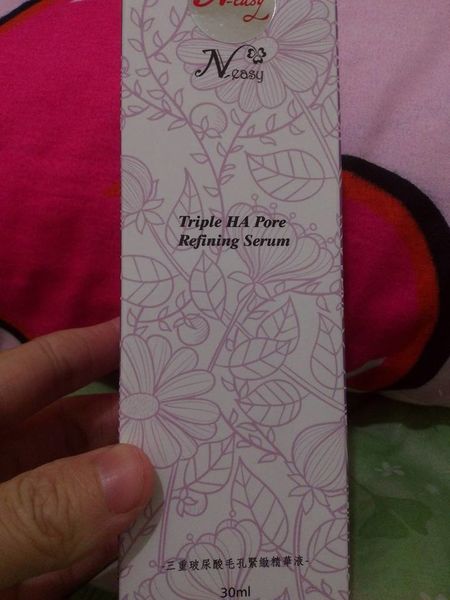 N-easy
N-easy
Triple HA Pore
Refining Serum
-三重玻尿酸毛孔緊緻精華液-
30ml